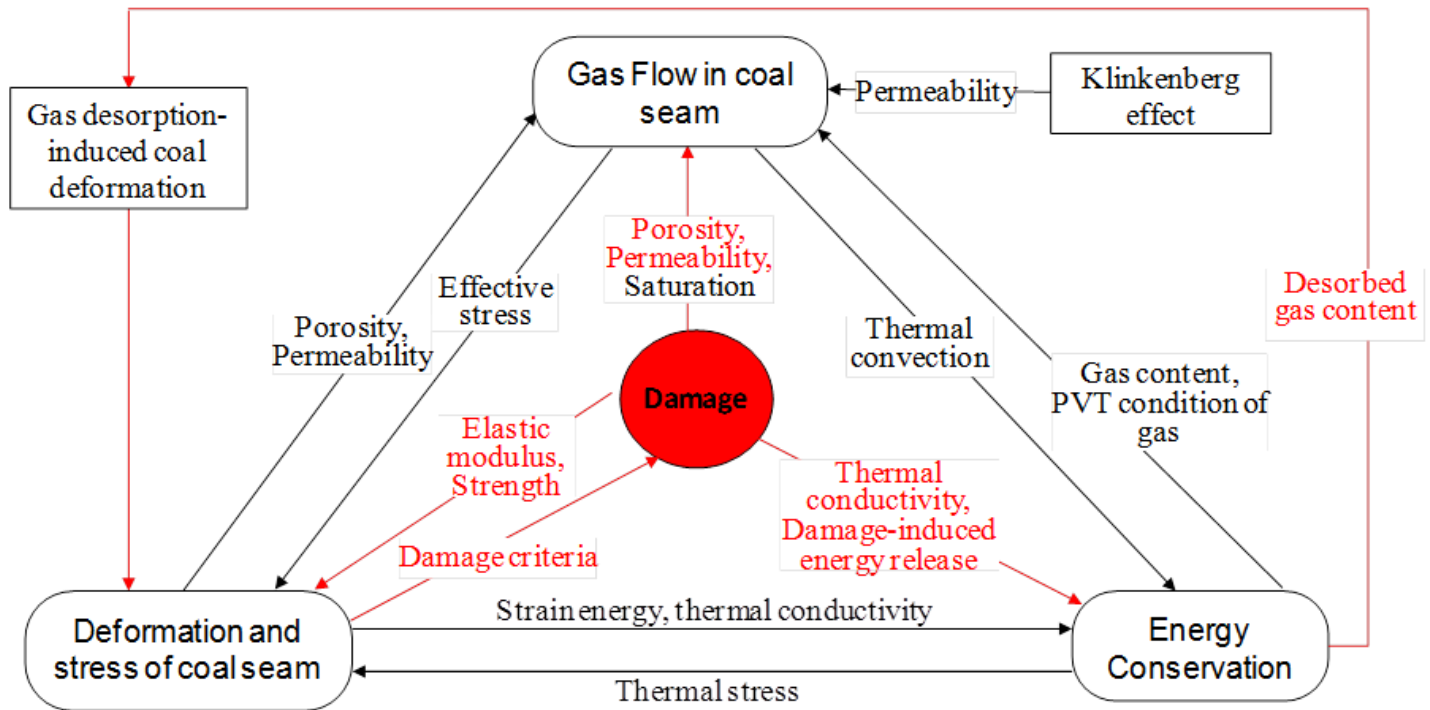 Gas Flow in coal
seam
Permeability
Klinkenberg
effect
Gas desorption-
induced coal
deformation
Porosity,
Permeability,
Saturation
Effective
stress
Porosity,
Permeability
Thermal
convection
Desorbed
gas content
Gas content,
PVT condition of
gas
Damage
Elastic
modulus,
Strength
Thermal
conductivity,
Damage-induced
energy release
Damage criteria
Deformation and
stress of coal seam
Strain energy, thermal conductivity
Thermal stress
Energy
Conservation